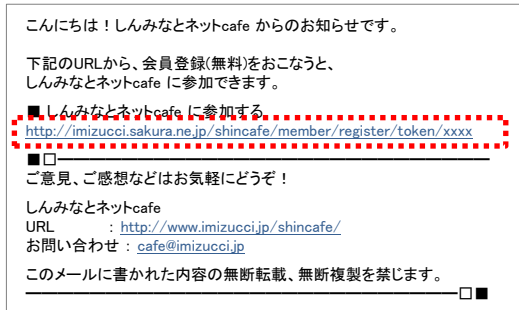 こんにちは！しんみなとネットcafe からのお知らせです。
下記のURLから、会員登録(無料)をおこなうと、
しんみなとネットcafe に参加できます。
■ しんみなとネットcafe に参加する
http://imizucci.sakura.ne.jp/shincafe/member/register/token/xxxx
■□━━━━━━━━━━━━━━━━━━━━━━━━━━━━
ご意見、ご感想などはお気軽にどうぞ！
しんみなとネットcafe
URL : http://www.imizucci.jp/shincafe/
お問い合わせ : cafe@imizucci.jp
このメールに書かれた内容の無断転載、無断複製を禁じます。
━━━━━━━━━━━━━━━━━━━━━━━━━━━━□■